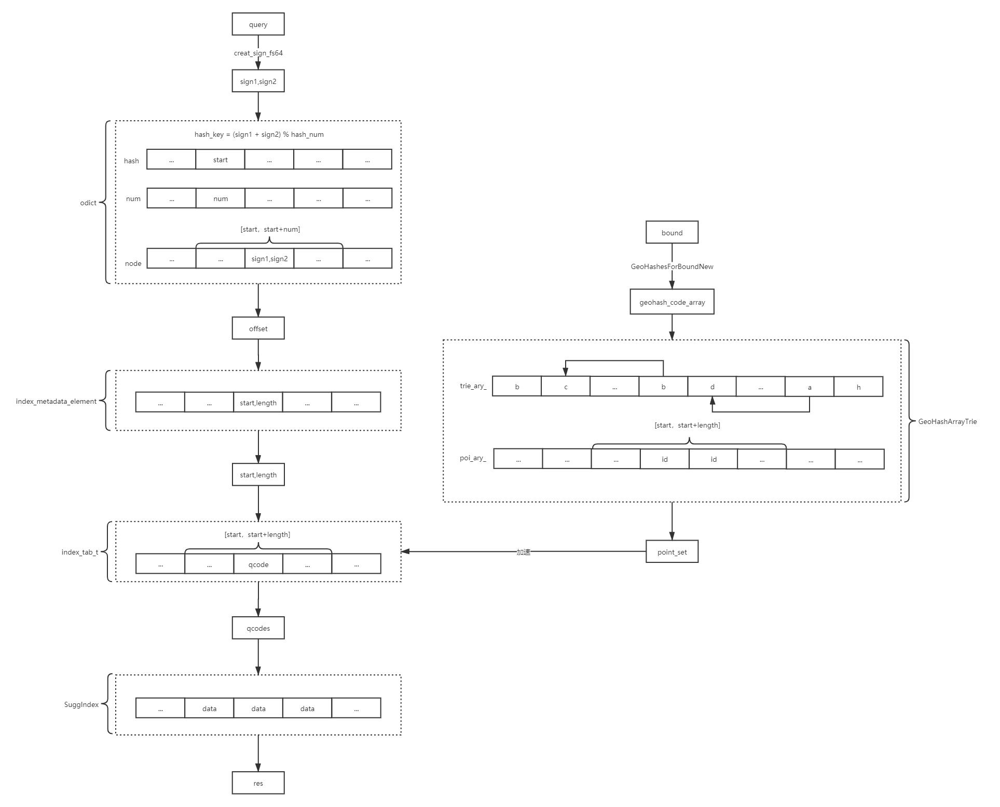 query
creat_sign_fs64
sign1,sign2
hash_key = (sign1 + sign2) % hash_num
hash
... start ... ... ...
odict
num
... num ... ... ...
[start, start+num]
node
... ... sign1,sign2 ... ...
offset
index_metadata_element
... ... start,length ... ...
start,length
[start, start+length]
index_tab_t
... ... qcode ... ...
qcodes
SuggIndex
... data data data ...
res
bound
GeoHashesForBoundNew
geohash_code_array
trie_ary_
b c ... b d ... a h
GeoHashArrayTrie
[start, start+length]
poi_ary_
... ... ... id id ... ... ...
point_set
加速